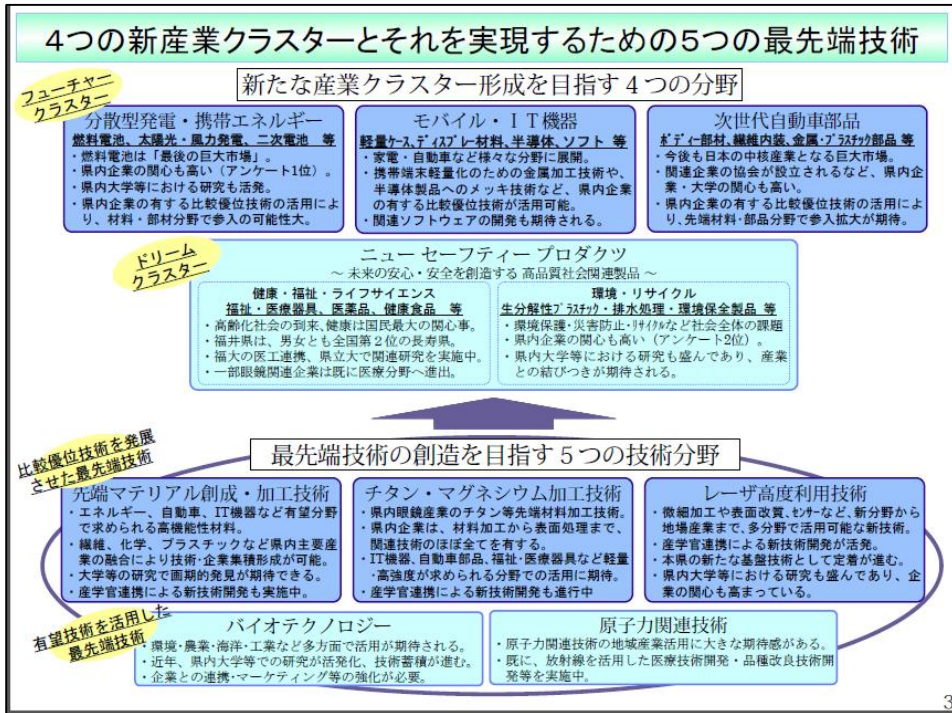 4つの新産業クラスターとそれを実現するための5つの最先端技術
フューチャー
クラスター
新たな産業クラスター形成を目指す4つの分野
分散型発電・携帯エネルギー
燃料電池、太陽光・風力発電、二次電池 等
・燃料電池は「最後の巨大市場」。
・県内企業の関心も高い（アンケート1位）。
・県内大学等における研究も活発。
・県内企業の有する比較優位技術の活用によ
り、材料・部材分野で参入の可能性大。
モバイル・IT機器
軽量ケース、ディスプレー材料、半導体、ソフト 等
・家電・自動車など様々な分野に展開。
・携帯端末軽量化のための金属加工技術や、
半導体製品へのメッキ技術など、県内企業
の有する比較優位技術が活用可能。
・関連ソフトウェアの開発も期待される。
次世代自動車部品
ボディー部材、繊維内装、金属・プラスチック部品 等
・今後も日本の中核産業となる巨大市場。
・関連企業の協会が設立されるなど、県内企
業・大学の関心も高い。
・県内企業の有する比較優位技術の活用によ
り、先端材料・部品分野で参入拡大が期待。
ドリーム
クラスター
ニュー セーフティー プロダクツ
～ 未来の安心・安全を創造する 高品質社会関連製品 ～
健康・福祉・ライフサイエンス
福祉・医療器具、医薬品、健康食品 等
・高齢化社会の到来、健康は国民最大の関心事。
・福井県は、男女とも全国第2位の長寿県。
・福大の医工連携、県立大で関連研究を実施中。
・一部眼鏡関連企業は既に医療分野へ進出。
環境・リサイクル
生分解性プラスチック・排水処理・環境保全製品 等
・環境保護・災害防止・リサイクルなど社会全体の課題
・県内企業の関心も高い（アンケート2位）。
・県内大学等における研究も盛んであり、産業
との結びつきが期待される。
比較優位技術を発展
させた最先端技術
最先端技術の創造を目指す5つの技術分野
先端マテリアル創成・加工技術
・エネルギー、自動車、IT機器など有望分野
で求められる高機能性材料。
・繊維、化学、プラスチックなど県内主要産
業の融合により技術・企業集積形成が可能。
・大学等の研究で画期的発見が期待できる。
・産学官連携による新技術開発も実施中。
チタン・マグネシウム加工技術
・県内眼鏡産業のチタン等先端材料加工技術。
・県内企業は、材料加工から表面処理まで、
関連技術のほぼ全てを有する。
・IT機器、自動車部品、福祉・医療器具など軽量
・高強度が求められる分野での活用に期待。
・産学官連携による新技術開発も進行中
レーザ高度利用技術
・微細加工や表面改質、センサーなど、新分野から
地場産業まで、多分野で活用可能な新技術。
・産学官連携による新技術開発が活発。
・本県の新たな基盤技術として定着が進む。
・県内大学等における研究も盛んであり、企
業の関心も高まっている。
有望技術を活用した
最先端技術
バイオテクノロジー
・環境・農業・海洋・工業など多方面で活用が期待される。
・近年、県内大学等での研究が活発化、技術蓄積が進む。
・企業との連携・マーケティング等の強化が必要。
原子力関連技術
・原子力関連技術の地域産業活用に大きな期待感がある。
・既に、放射線を活用した医療技術開発・品種改良技術開
発等を実施中。
3